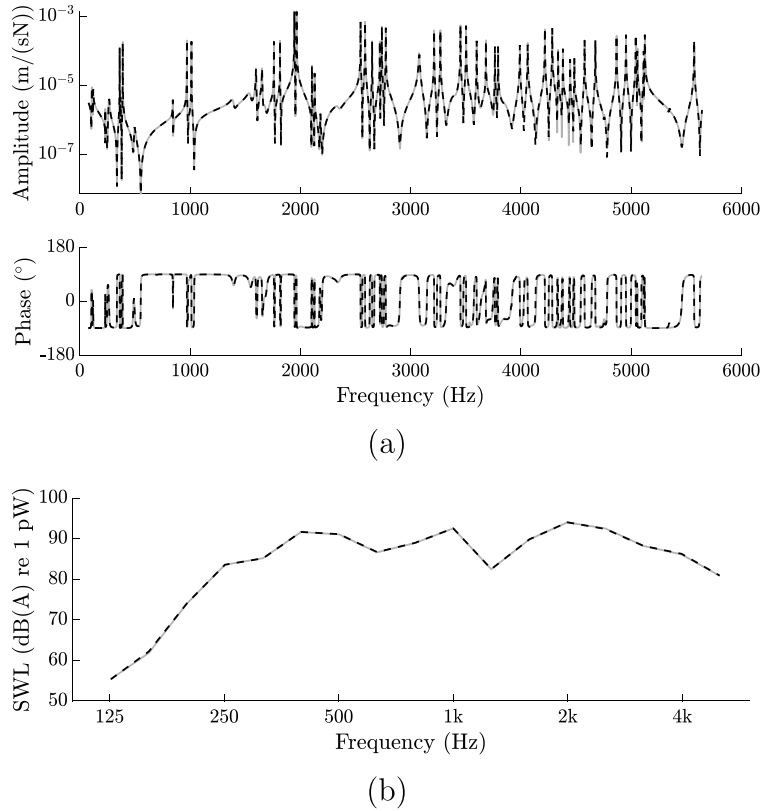 Amplitude (m/(sN))
10⁻³
10⁻⁵
10⁻⁷
0 1000 2000 3000 4000 5000 6000
Phase (°)
180
0
-180
0 1000 2000 3000 4000 5000 6000
Frequency (Hz)
(a)
SWL (dB(A) re 1 pW)
100
90
80
70
60
50
125 250 500 1k 2k 4k
Frequency (Hz)
(b)